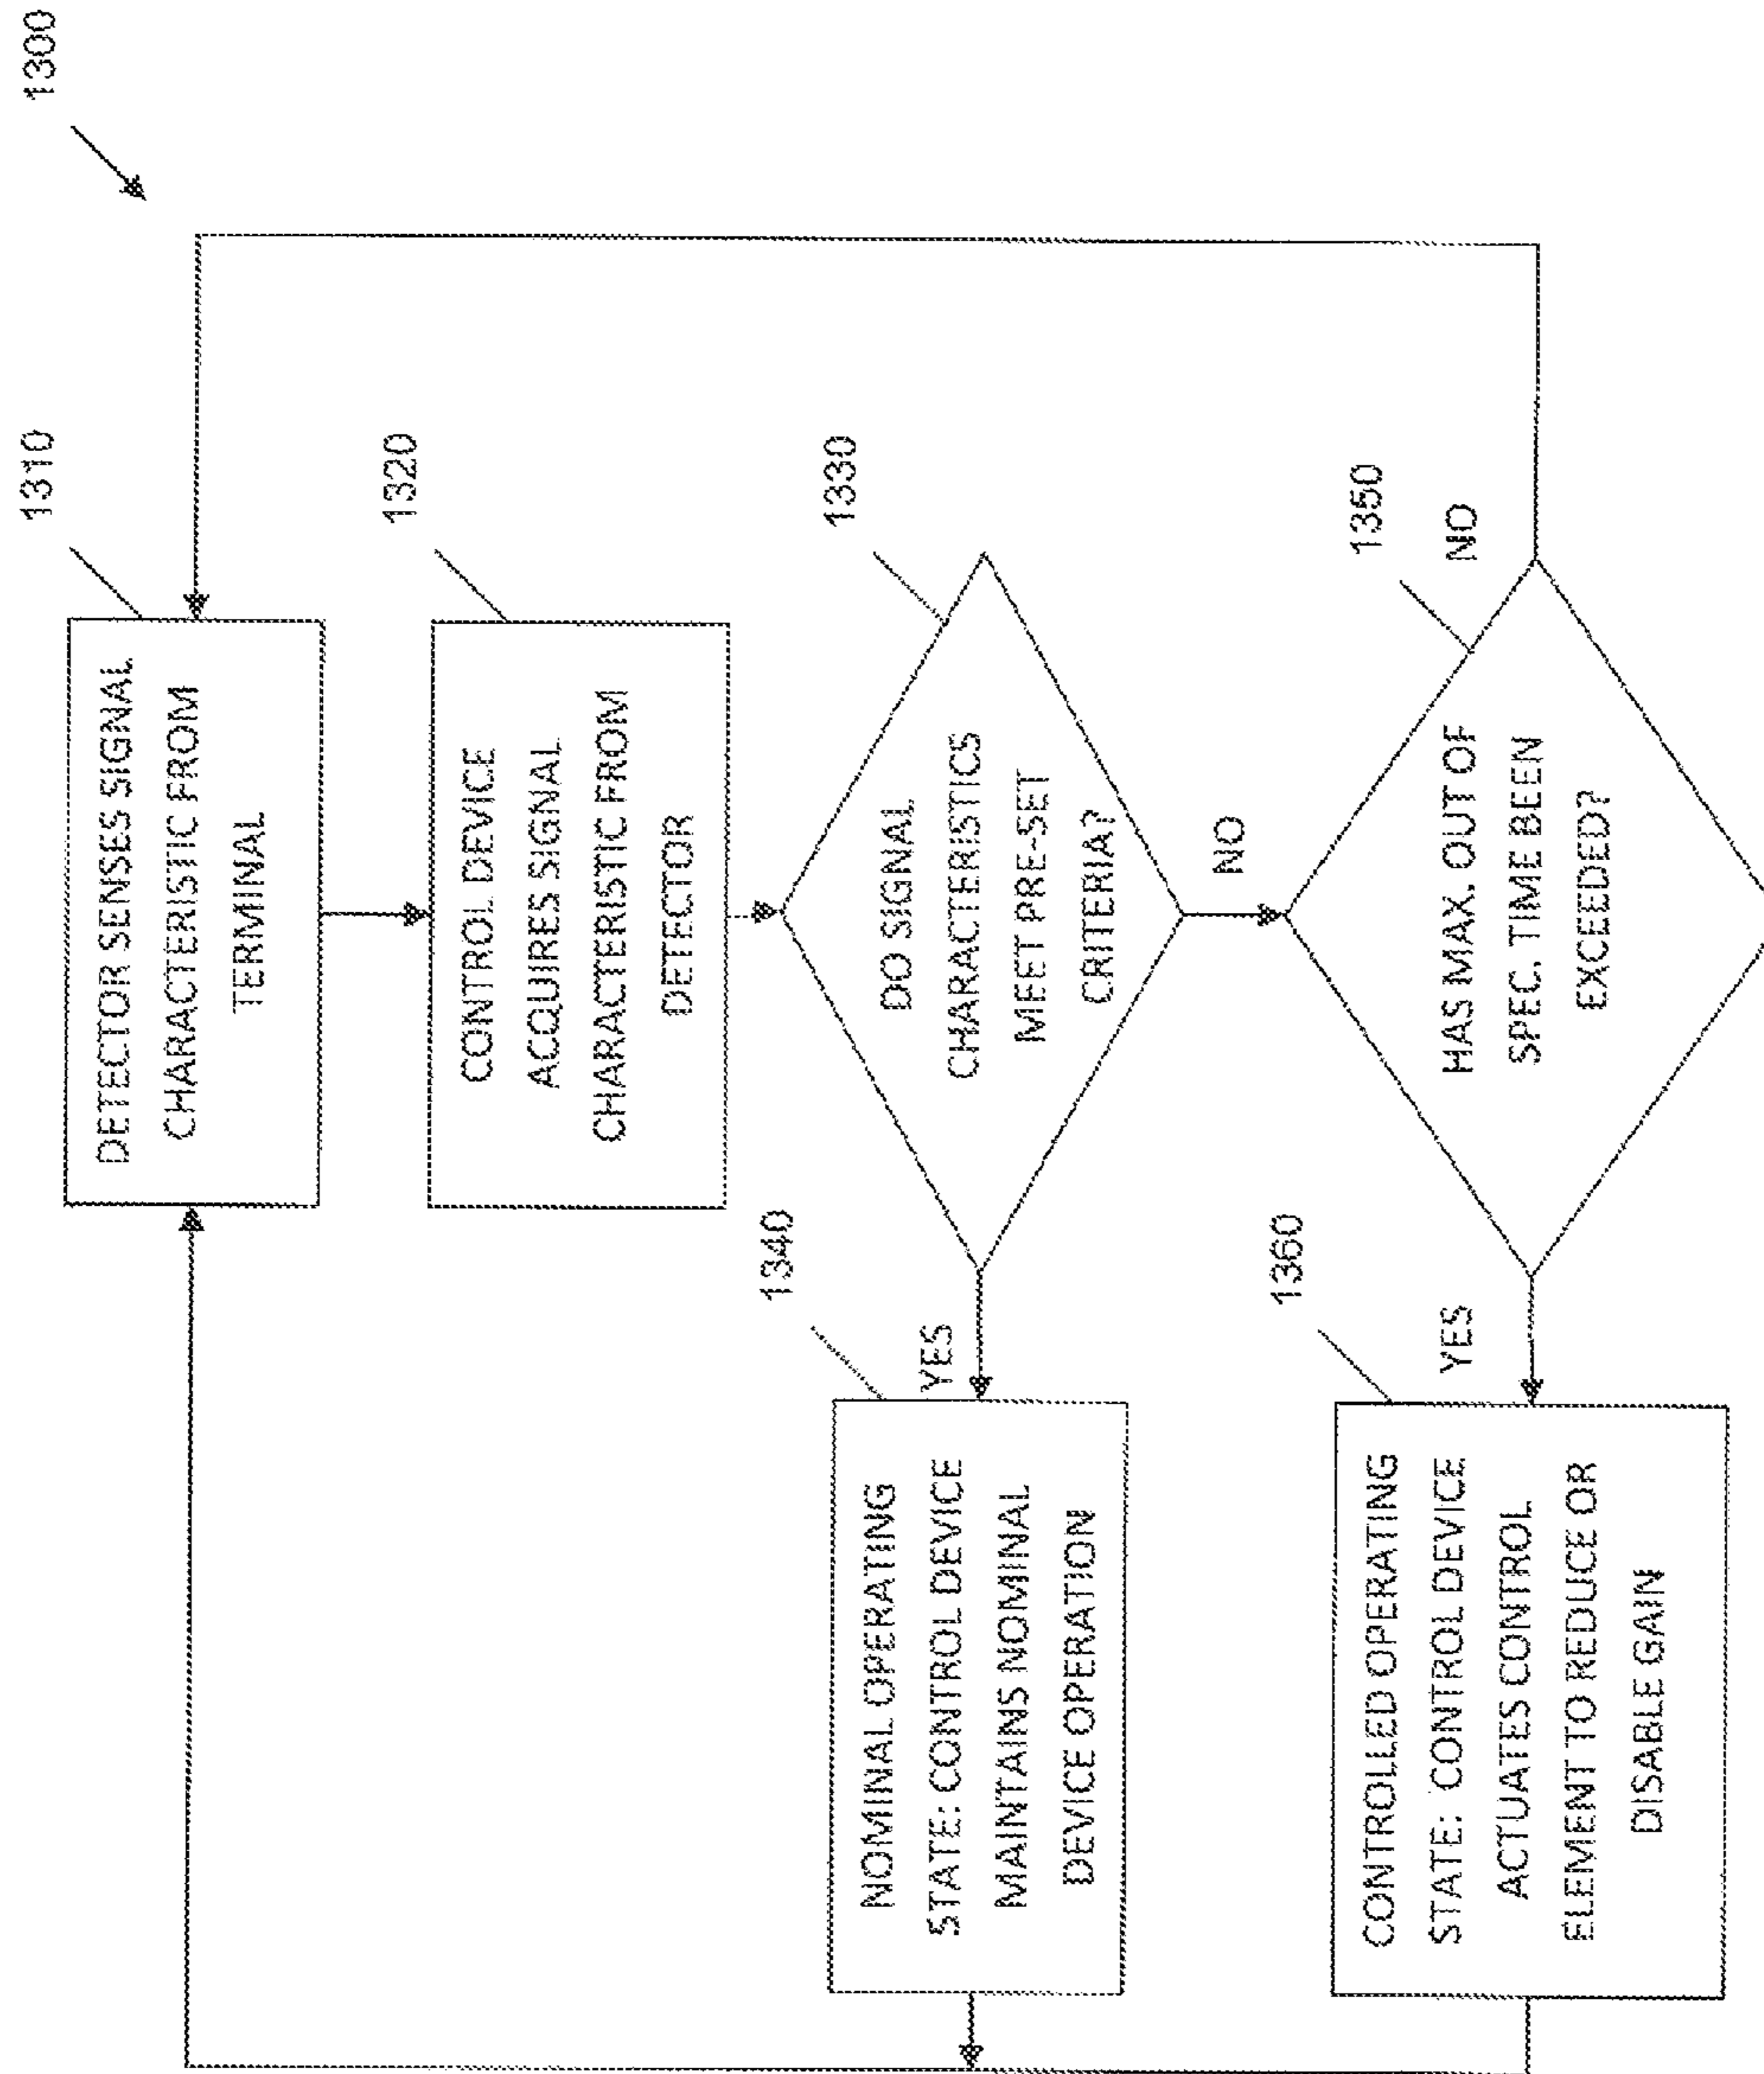 1300
1310
DETECTOR SENSES SIGNAL
CHARACTERISTIC FROM
TERMINAL
1320
CONTROL DEVICE
ACQUIRES SIGNAL
CHARACTERISTIC FROM
DETECTOR
1330
DO SIGNAL
CHARACTERISTICS
MEET PRE-SET
CRITERIA?
YES
NO
1340
NOMINAL OPERATING
STATE: CONTROL DEVICE
MAINTAINS NOMINAL
DEVICE OPERATION
1350
HAS MAX. OUT OF
SPEC. TIME BEEN
EXCEEDED?
NO
YES
1360
CONTROLLED OPERATING
STATE: CONTROL DEVICE
ACTUATES CONTROL
ELEMENT TO REDUCE OR
DISABLE GAIN